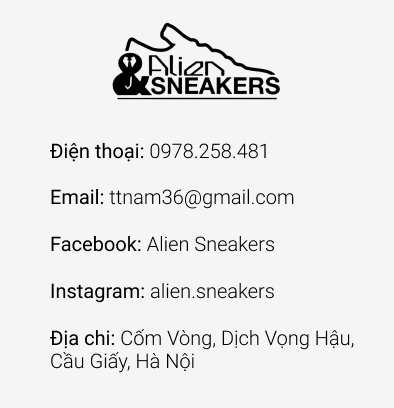 Alien
SNEAKERS
Điện thoại: 0978.258.481
Email: ttnam36@gmail.com
Facebook: Alien Sneakers
Instagram: alien.sneakers
Địa chi: Cốm Vòng, Dịch Vọng Hậu,
Cầu Giấy, Hà Nội